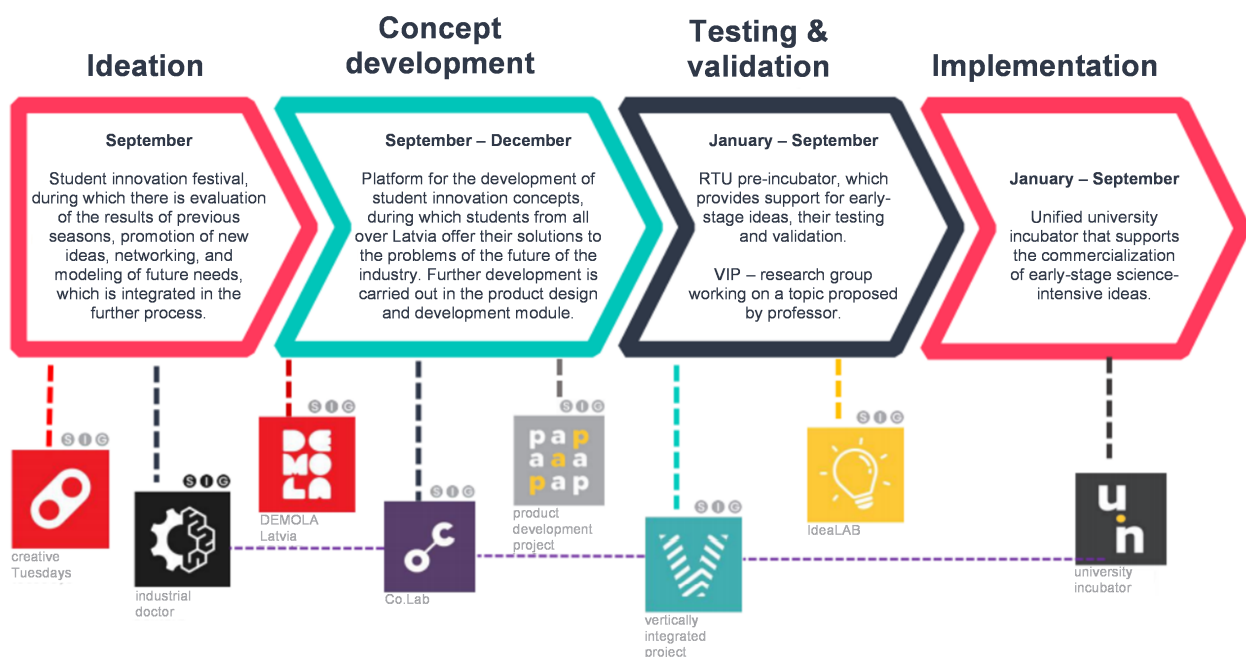 Ideation
Concept
development
Testing &
validation
Implementation
September
Student innovation festival,
during which there is evaluation
of the results of previous
seasons, promotion of new
ideas, networking, and
modeling of future needs,
which is integrated in the
further process.
September – December
Platform for the development of
student innovation concepts,
during which students from all
over Latvia offer their solutions to
the problems of the future of the
industry. Further development is
carried out in the product design
and development module.
January – September
RTU pre-incubator, which
provides support for early-
stage ideas, their testing
and validation.
VIP – research group
working on a topic proposed
by professor.
January – September
Unified university
incubator that supports
the commercialization
of early-stage science-
intensive ideas.
S I G
creative
Tuesdays
S I G
industrial
doctor
S I G
DE
MO
LA
DEMOLA
Latvia
S I G
Co.Lab
S I G
pap
aaa
pap
product
development
project
S I G
V
vertically
integrated
project
S I G
IdeaLAB
u
in
university
incubator